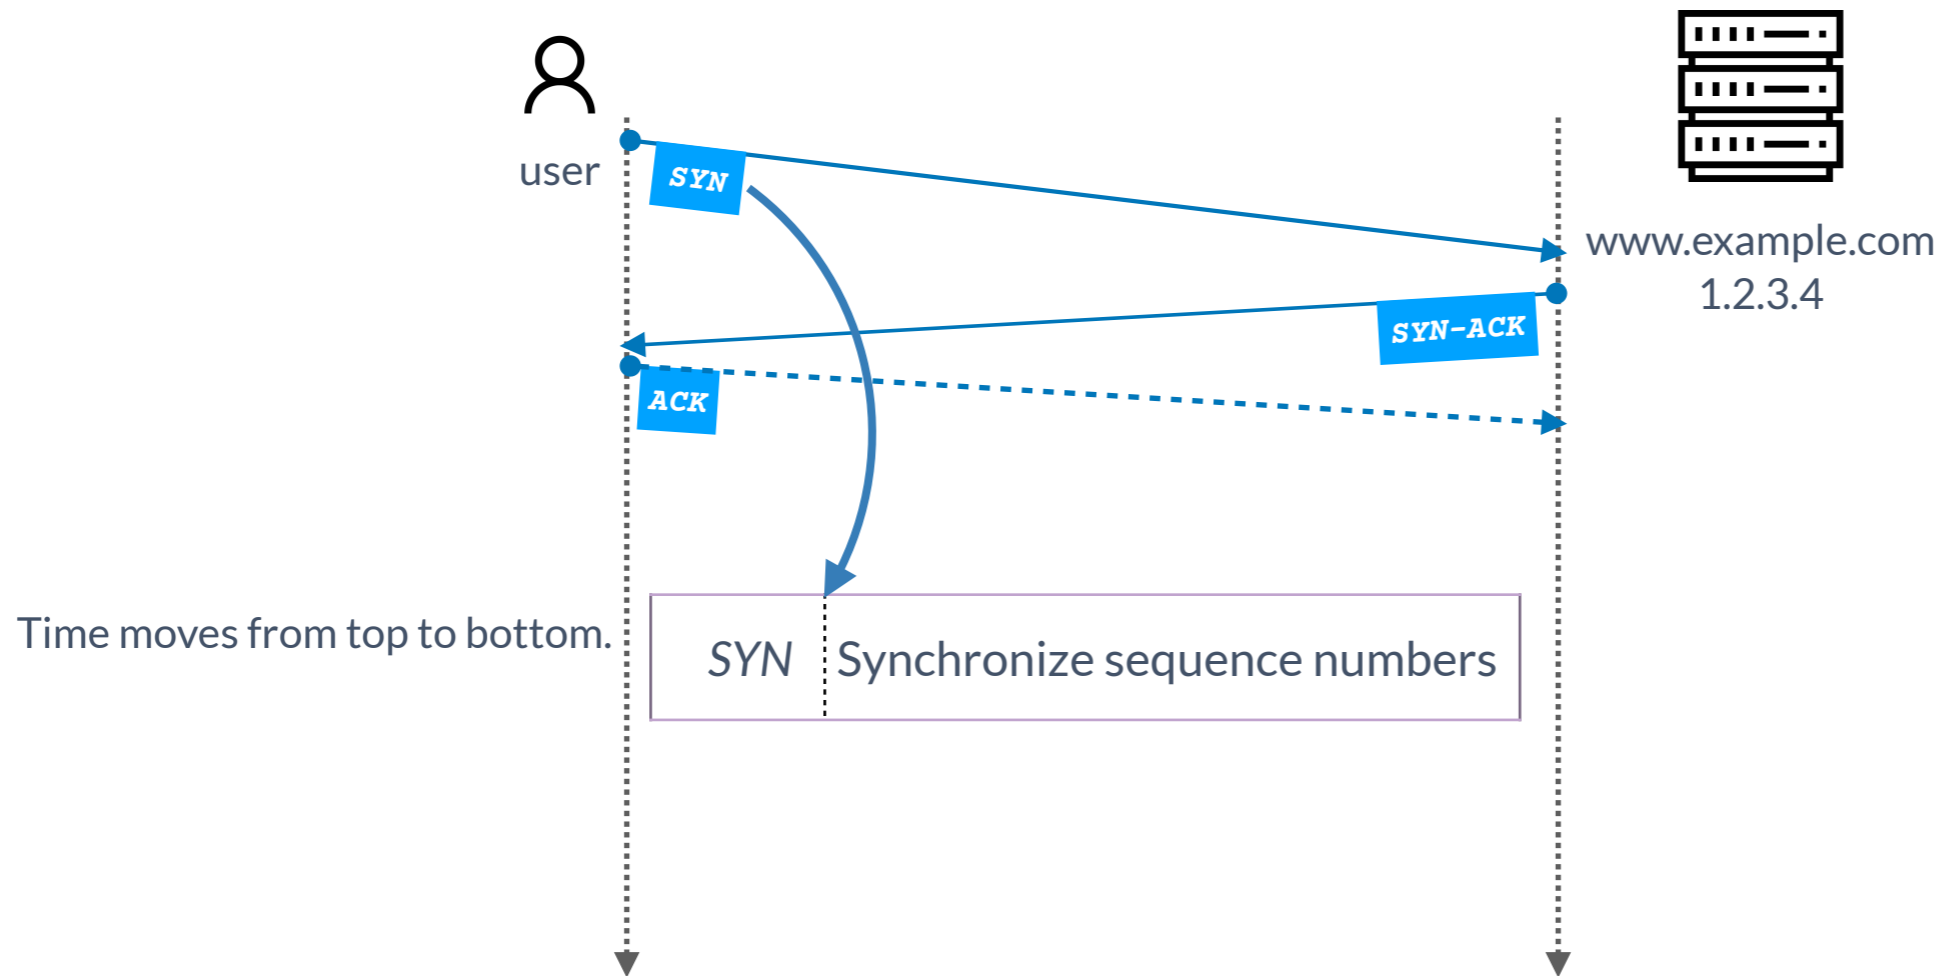 user
SYN
www.example.com
1.2.3.4
SYN-ACK
ACK
Time moves from top to bottom.
SYN Synchronize sequence numbers